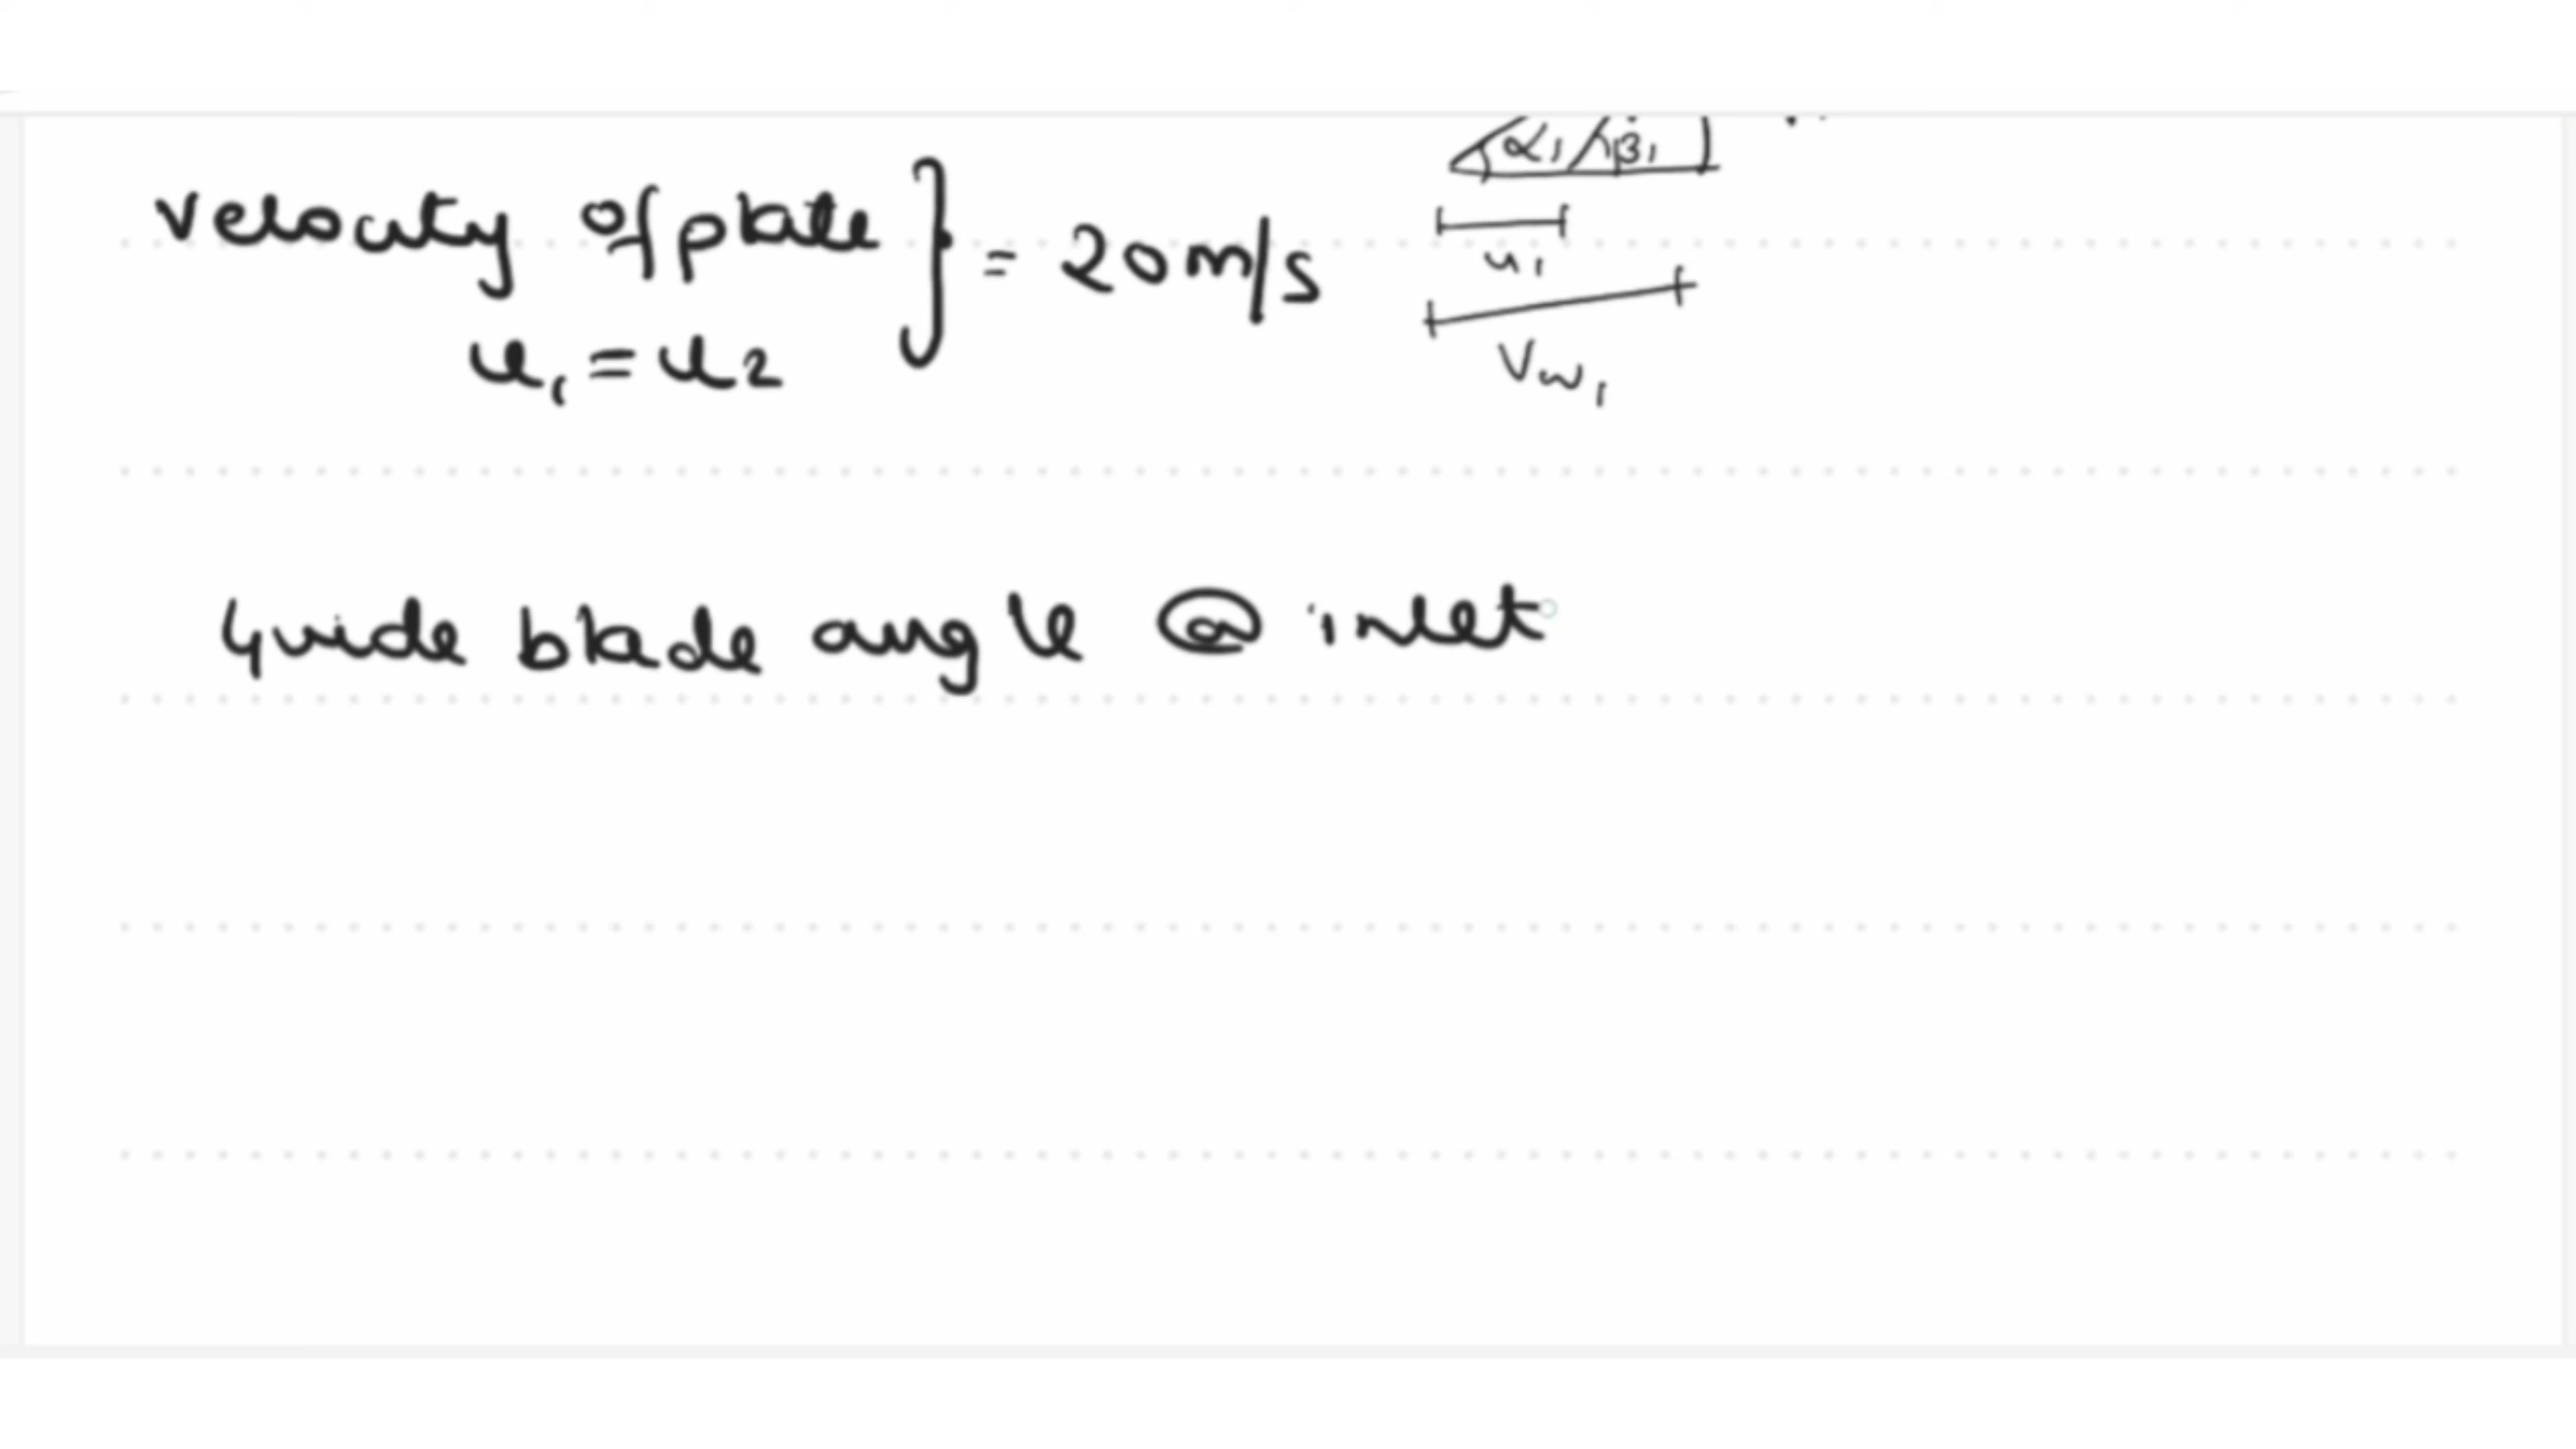 velocity of plate } = 20 m/s
u₁ = u₂
α₁ β₁
u₁
Vw₁
Guide blade angle @ inlet